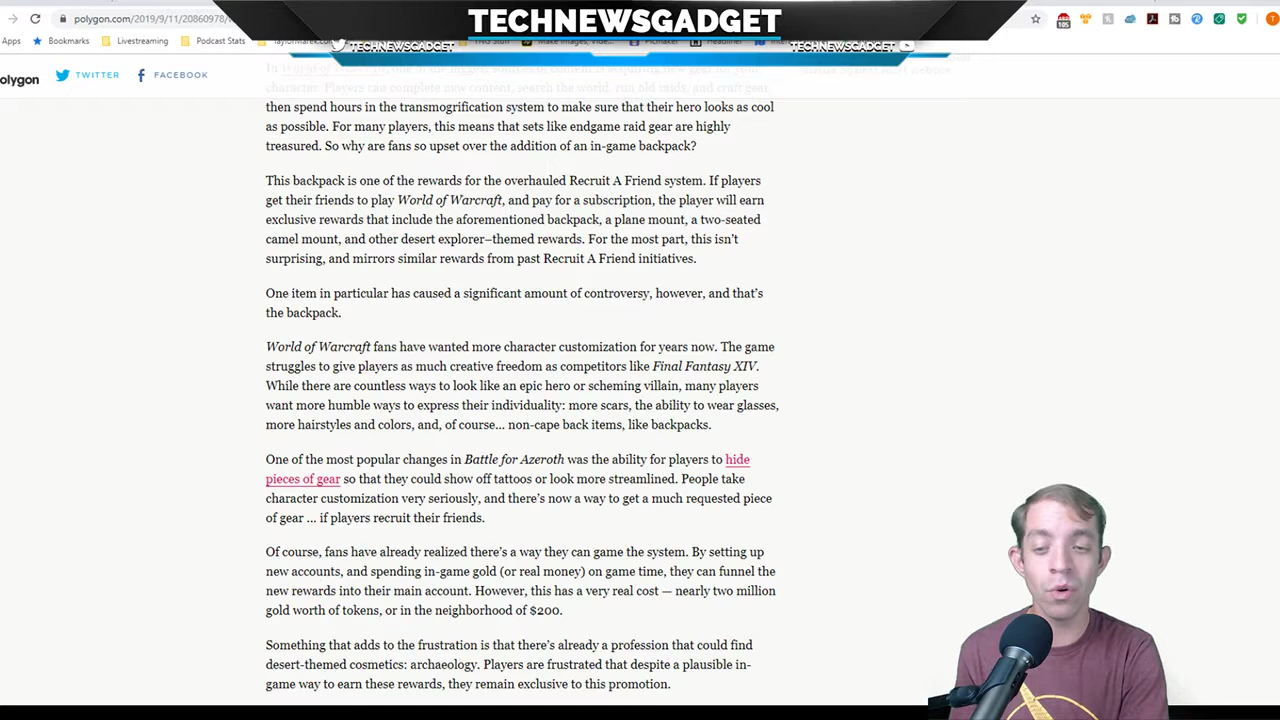 polygon.com/2019/9/11/20860978/
TECHNEWSGADGET
105
Apps Bookmarks Livestreaming Podcast Stats
TECHNEWSGADGET TECHNEWSGADGET
olygon TWITTER FACEBOOK
character. Players can complete new content, search the world, run old raids, and craft gear,
then spend hours in the transmogrification system to make sure that their hero looks as cool
as possible. For many players, this means that sets like endgame raid gear are highly
treasured. So why are fans so upset over the addition of an in-game backpack?
This backpack is one of the rewards for the overhauled Recruit A Friend system. If players
get their friends to play World of Warcraft, and pay for a subscription, the player will earn
exclusive rewards that include the aforementioned backpack, a plane mount, a two-seated
camel mount, and other desert explorer–themed rewards. For the most part, this isn't
surprising, and mirrors similar rewards from past Recruit A Friend initiatives.
One item in particular has caused a significant amount of controversy, however, and that's
the backpack.
World of Warcraft fans have wanted more character customization for years now. The game
struggles to give players as much creative freedom as competitors like Final Fantasy XIV.
While there are countless ways to look like an epic hero or scheming villain, many players
want more humble ways to express their individuality: more scars, the ability to wear glasses,
more hairstyles and colors, and, of course... non-cape back items, like backpacks.
One of the most popular changes in Battle for Azeroth was the ability for players to hide
pieces of gear so that they could show off tattoos or look more streamlined. People take
character customization very seriously, and there's now a way to get a much requested piece
of gear ... if players recruit their friends.
Of course, fans have already realized there's a way they can game the system. By setting up
new accounts, and spending in-game gold (or real money) on game time, they can funnel the
new rewards into their main account. However, this has a very real cost — nearly two million
gold worth of tokens, or in the neighborhood of $200.
Something that adds to the frustration is that there's already a profession that could find
desert-themed cosmetics: archaeology. Players are frustrated that despite a plausible in-
game way to earn these rewards, they remain exclusive to this promotion.